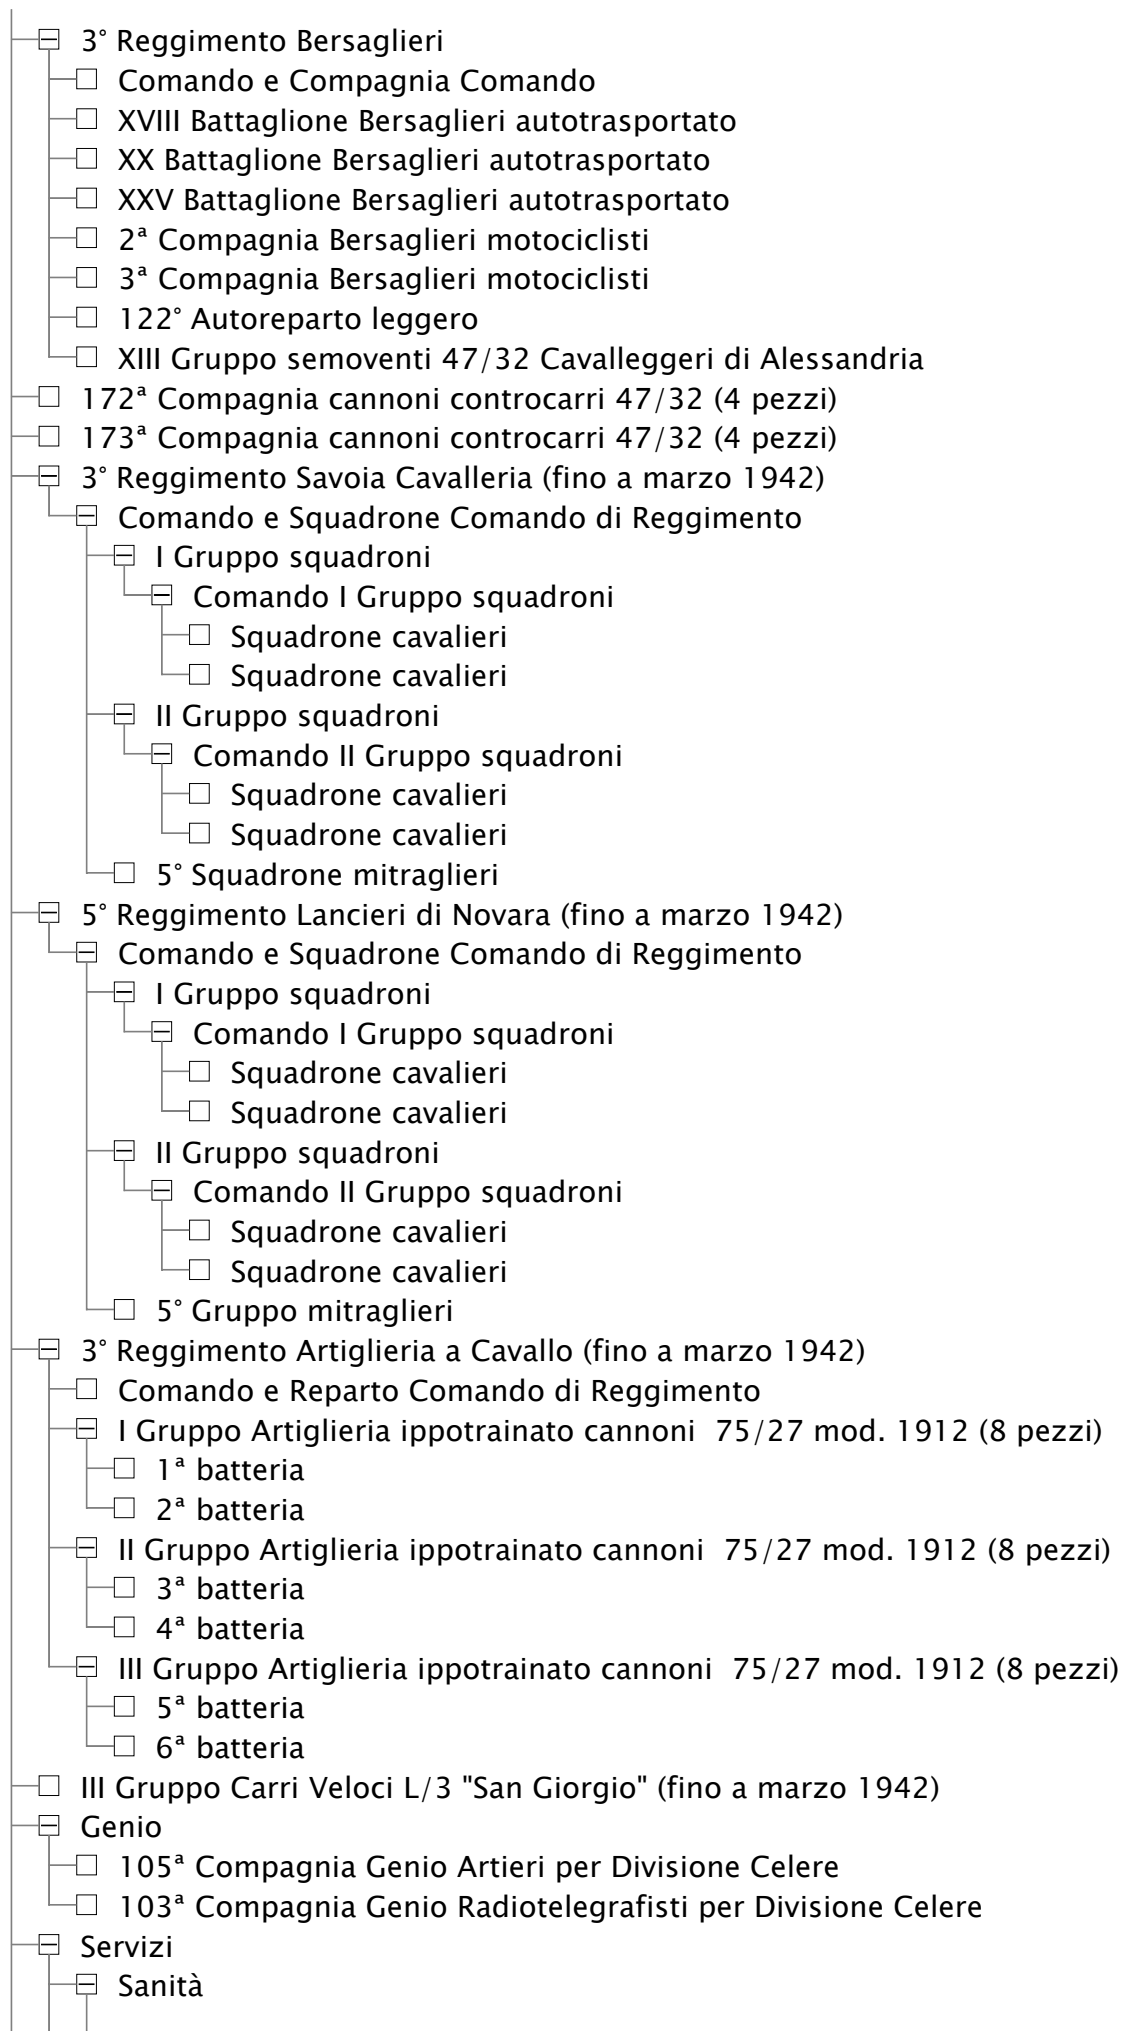 3° Reggimento Bersaglieri
Comando e Compagnia Comando
XVIII Battaglione Bersaglieri autotrasportato
XX Battaglione Bersaglieri autotrasportato
XXV Battaglione Bersaglieri autotrasportato
2ª Compagnia Bersaglieri motociclisti
3ª Compagnia Bersaglieri motociclisti
122° Autoreparto leggero
XIII Gruppo semoventi 47/32 Cavalleggeri di Alessandria
172ª Compagnia cannoni controcarri 47/32 (4 pezzi)
173ª Compagnia cannoni controcarri 47/32 (4 pezzi)
3° Reggimento Savoia Cavalleria (fino a marzo 1942)
Comando e Squadrone Comando di Reggimento
I Gruppo squadroni
Comando I Gruppo squadroni
Squadrone cavalieri
Squadrone cavalieri
II Gruppo squadroni
Comando II Gruppo squadroni
Squadrone cavalieri
Squadrone cavalieri
5° Squadrone mitraglieri
5° Reggimento Lancieri di Novara (fino a marzo 1942)
Comando e Squadrone Comando di Reggimento
I Gruppo squadroni
Comando I Gruppo squadroni
Squadrone cavalieri
Squadrone cavalieri
II Gruppo squadroni
Comando II Gruppo squadroni
Squadrone cavalieri
Squadrone cavalieri
5° Gruppo mitraglieri
3° Reggimento Artiglieria a Cavallo (fino a marzo 1942)
Comando e Reparto Comando di Reggimento
I Gruppo Artiglieria ippotrainato cannoni  75/27 mod. 1912 (8 pezzi)
1ª batteria
2ª batteria
II Gruppo Artiglieria ippotrainato cannoni  75/27 mod. 1912 (8 pezzi)
3ª batteria
4ª batteria
III Gruppo Artiglieria ippotrainato cannoni  75/27 mod. 1912 (8 pezzi)
5ª batteria
6ª batteria
III Gruppo Carri Veloci L/3 "San Giorgio" (fino a marzo 1942)
Genio
105ª Compagnia Genio Artieri per Divisione Celere
103ª Compagnia Genio Radiotelegrafisti per Divisione Celere
Servizi
Sanità